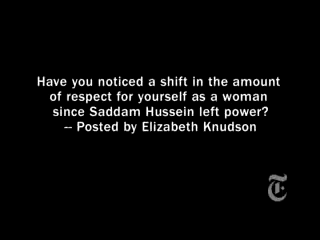 Have you noticed a shift in the amount
of respect for yourself as a woman
since Saddam Hussein left power?
-- Posted by Elizabeth Knudson
T